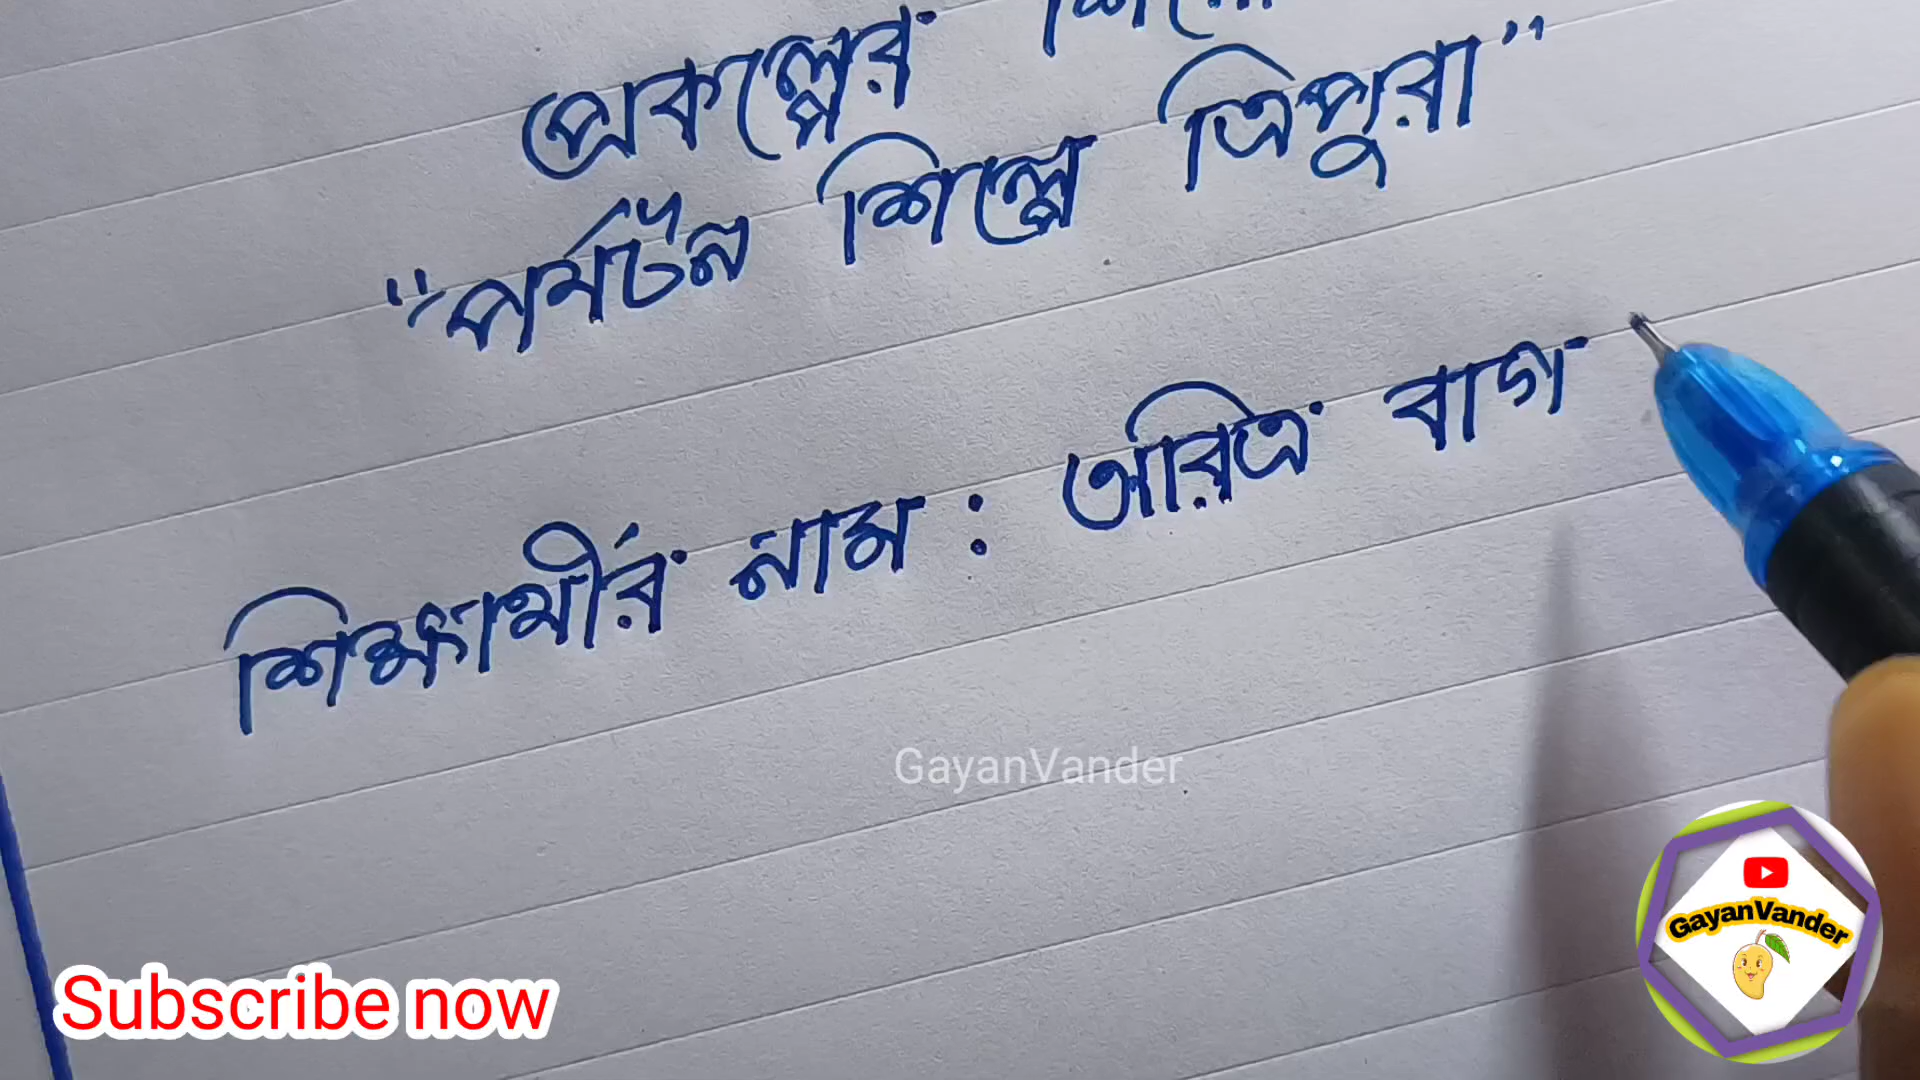 প্রকল্পের
"পর্যটন শিল্পে ত্রিপুরা"
শিক্ষার্থীর নাম : অরিত্র বাগ
GayanVander
GayanVander
Subscribe now